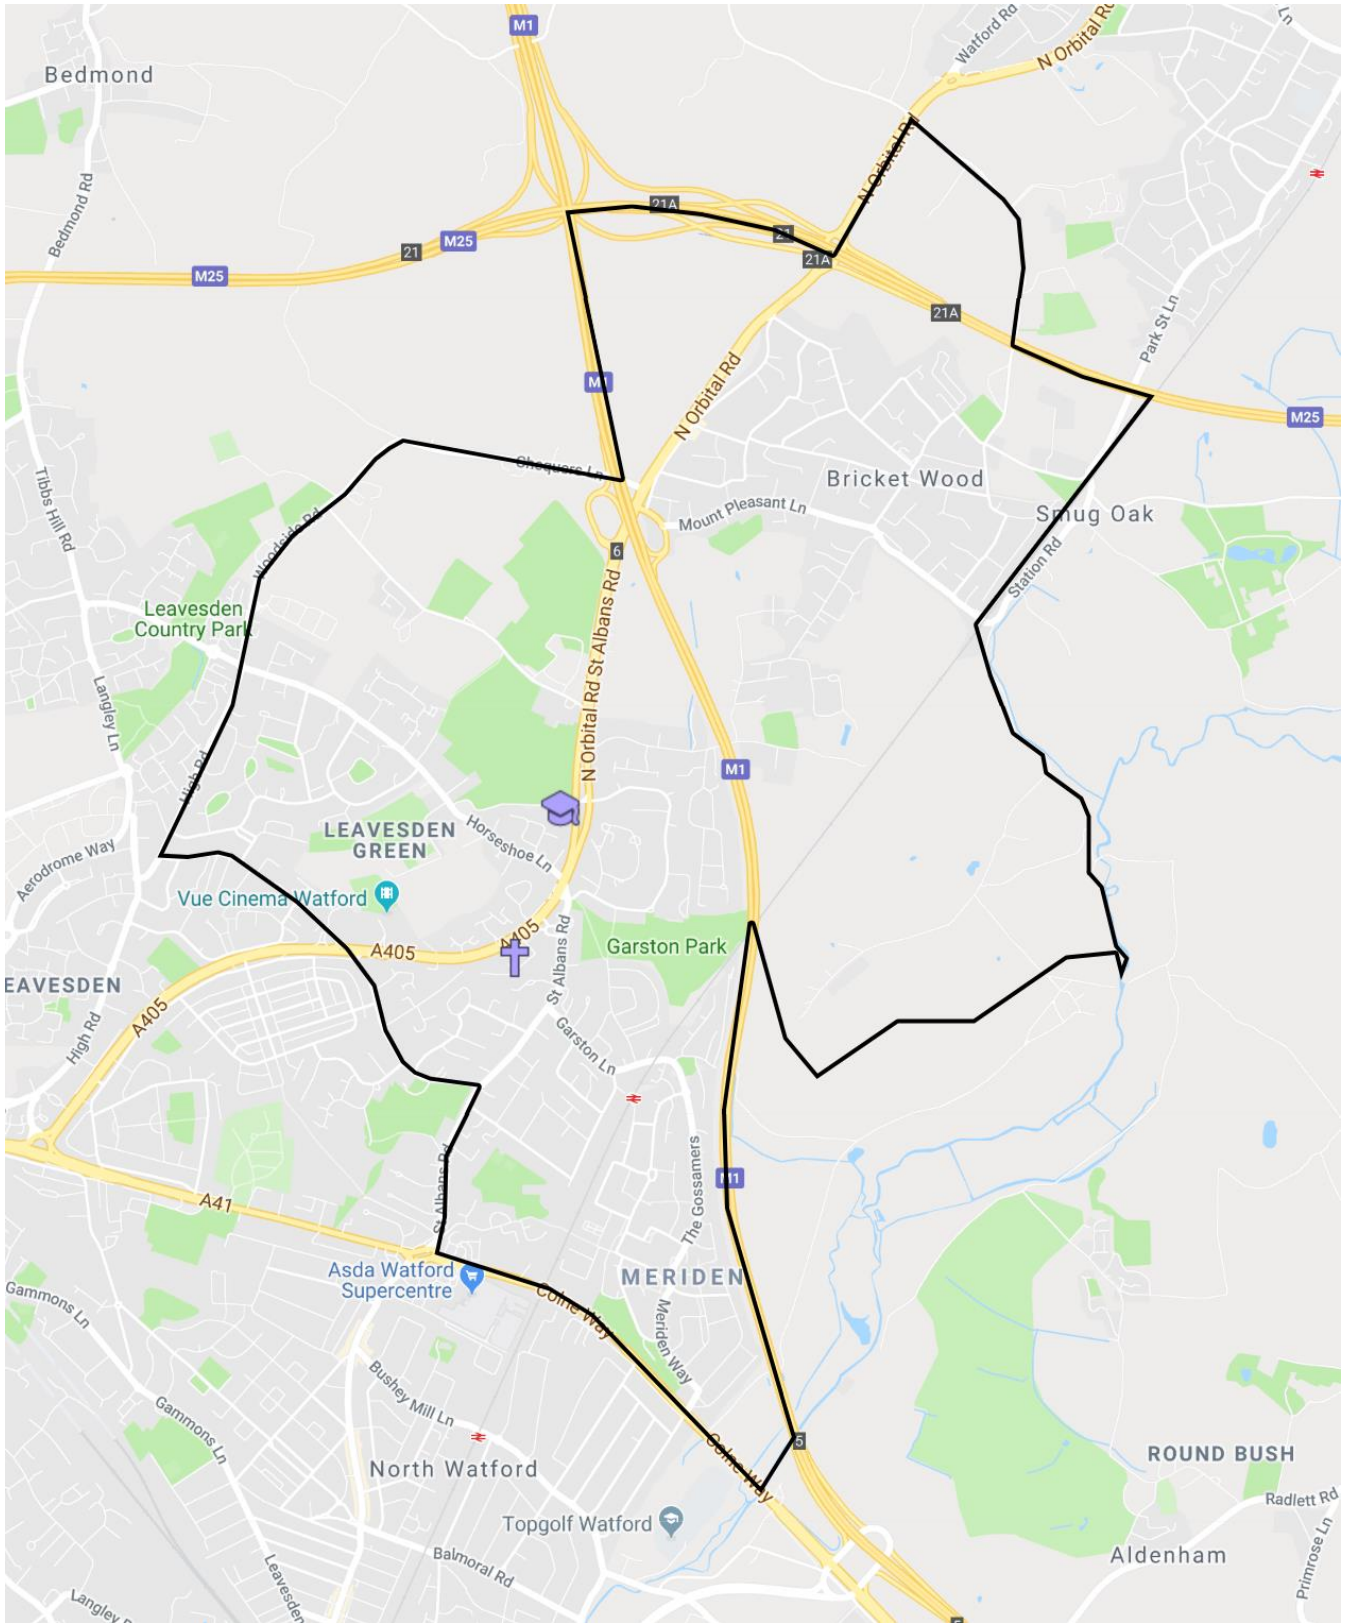 M1
Watford Rd
Ln
N Orbital Rd
Bedmond
N Orbital Rd
Bedmond Rd
21A
21
M25
21
21A
M25
21A
Park St Ln
M1
N Orbital Rd
M25
Chequers Ln
Tibbs Hill Rd
Bricket Wood
Mount Pleasant Ln
Smug Oak
Woodside Rd
6
Station Rd
Leavesden
Country Park
N Orbital Rd St Albans Rd
Langley Ln
M1
High Rd
LEAVESDEN
GREEN
Horseshoe Ln
Aerodrome Way
Vue Cinema Watford
A405
A405
Garston Park
St Albans Rd
EAVESDEN
A405
High Rd
Garston Ln
The Gossamers
M1
St Albans Rd
A41
Asda Watford
Supercentre
MERIDEN
Colne Way
Gammons Ln
Meriden Way
Bushey Mill Ln
Gammons Ln
5
Colne Way
North Watford
ROUND BUSH
Radlett Rd
Topgolf Watford
Balmoral Rd
Aldenham
Primrose Ln
Leavesden
Langley
5